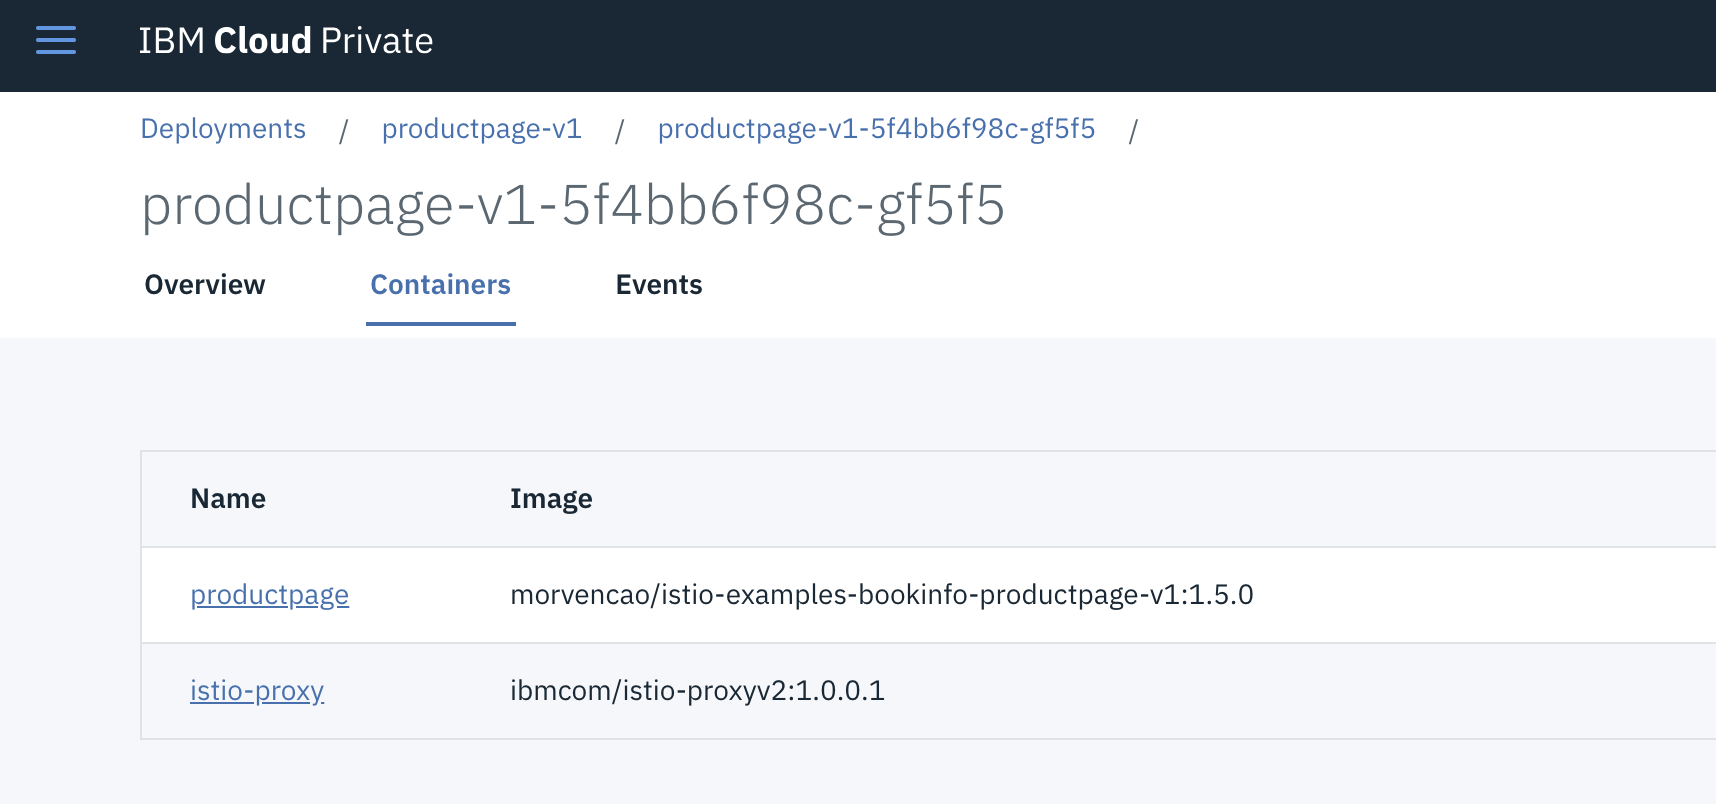 IBM Cloud Private
Deployments / productpage-v1 / productpage-v1-5f4bb6f98c-gf5f5 /
productpage-v1-5f4bb6f98c-gf5f5
Overview Containers Events
Name Image
productpage morvencao/istio-examples-bookinfo-productpage-v1:1.5.0
istio-proxy ibmcom/istio-proxyv2:1.0.0.1